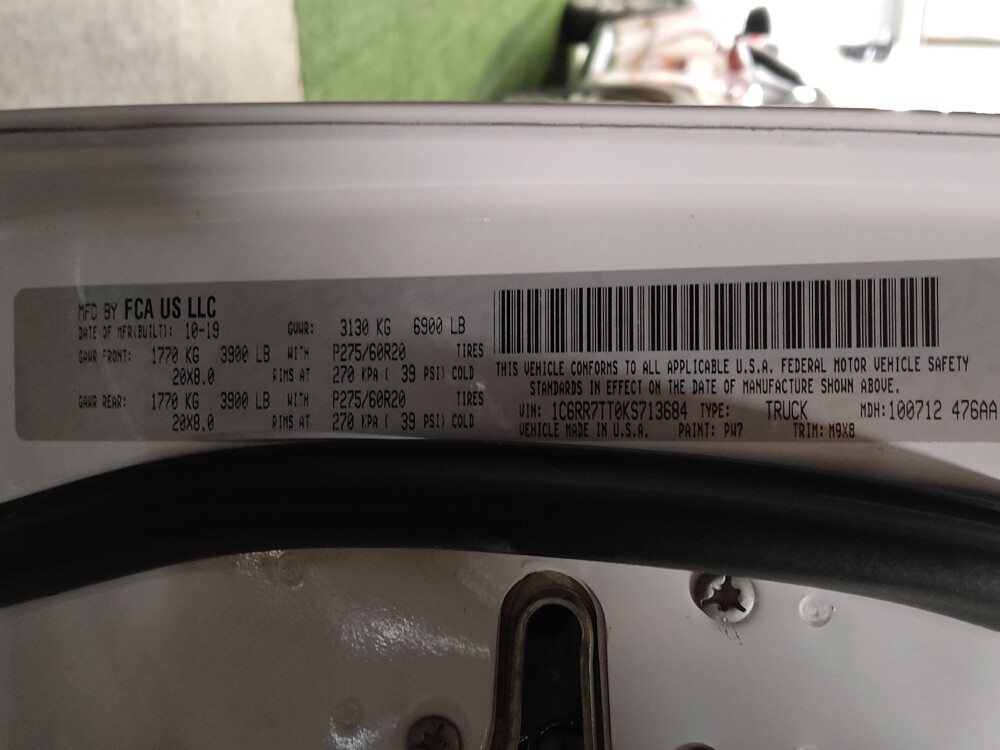 MFD BY FCA US LLC
DATE OF MFR(BUILT): 10-19 GVWR: 3130 KG 6900 LB
GAWR FRONT: 1770 KG 3900 LB WITH P275/60R20 TIRES
20X8.0 RIMS AT 270 KPA ( 39 PSI) COLD
GAWR REAR: 1770 KG 3900 LB WITH P275/60R20 TIRES
20X8.0 RIMS AT 270 KPA ( 39 PSI) COLD
THIS VEHICLE CONFORMS TO ALL APPLICABLE U.S.A. FEDERAL MOTOR VEHICLE SAFETY
STANDARDS IN EFFECT ON THE DATE OF MANUFACTURE SHOWN ABOVE.
VIN: 1C6RR7TT0KS713684 TYPE: TRUCK MDH: 100712 476AA
VEHICLE MADE IN U.S.A. PAINT: PW7 TRIM: M9X8